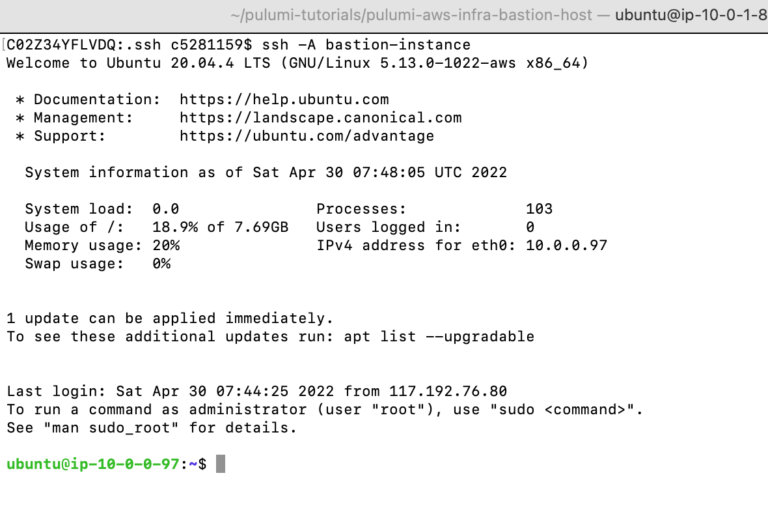 ~/pulumi-tutorials/pulumi-aws-infra-bastion-host — ubuntu@ip-10-0-1-8
[C02Z34YFLVDQ:.ssh c5281159$ ssh -A bastion-instance
Welcome to Ubuntu 20.04.4 LTS (GNU/Linux 5.13.0-1022-aws x86_64)
* Documentation: https://help.ubuntu.com
* Management: https://landscape.canonical.com
* Support: https://ubuntu.com/advantage
System information as of Sat Apr 30 07:48:05 UTC 2022
System load: 0.0 Processes: 103
Usage of /: 18.9% of 7.69GB Users logged in: 0
Memory usage: 20% IPv4 address for eth0: 10.0.0.97
Swap usage: 0%
1 update can be applied immediately.
To see these additional updates run: apt list --upgradable
Last login: Sat Apr 30 07:44:25 2022 from 117.192.76.80
To run a command as administrator (user "root"), use "sudo <command>".
See "man sudo_root" for details.
ubuntu@ip-10-0-0-97:~$